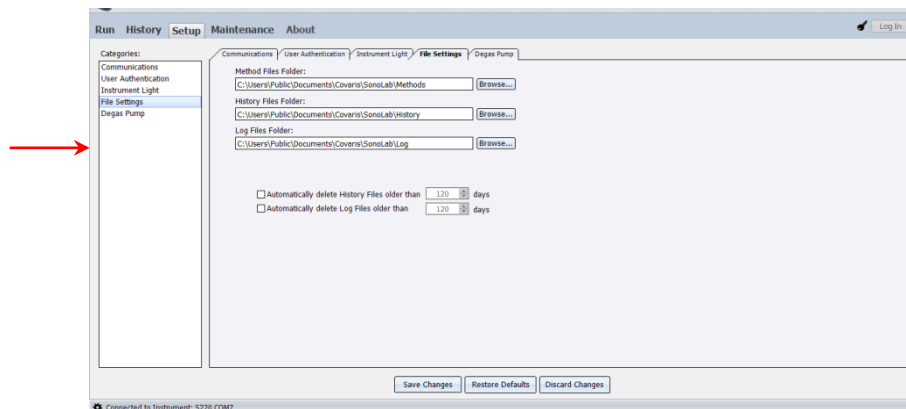 Run History Setup Maintenance About
Log In
Categories:
Communications
User Authentication
Instrument Light
File Settings
Degas Pump
Communications User Authentication Instrument Light File Settings Degas Pump
Method Files Folder:
C:\Users\Public\Documents\Covaris\SonoLab\Methods Browse...
History Files Folder:
C:\Users\Public\Documents\Covaris\SonoLab\History Browse...
Log Files Folder:
C:\Users\Public\Documents\Covaris\SonoLab\Log Browse...
Automatically delete History Files older than 120 days
Automatically delete Log Files older than 120 days
Save Changes Restore Defaults Discard Changes
Connected to Instrument: S220 COM7